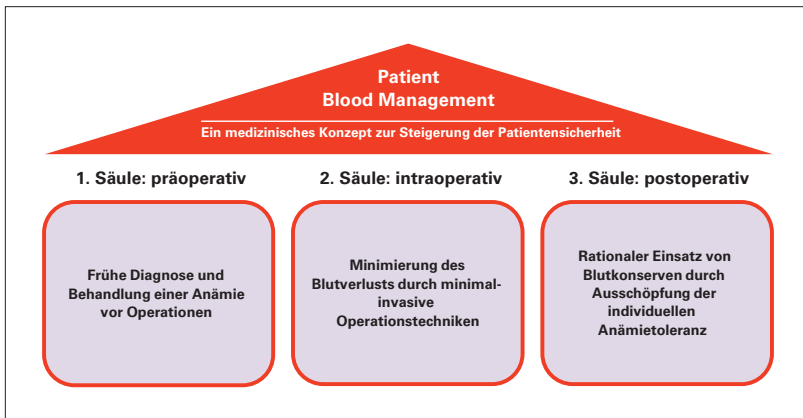 Patient
Blood Management
Ein medizinisches Konzept zur Steigerung der Patientensicherheit
1. Säule: präoperativ
2. Säule: intraoperativ
3. Säule: postoperativ
Frühe Diagnose und
Behandlung einer Anämie
vor Operationen
Minimierung des
Blutverlusts durch minimal-
invasive
Operationstechniken
Rationaler Einsatz von
Blutkonserven durch
Ausschöpfung der
individuellen
Anämietoleranz